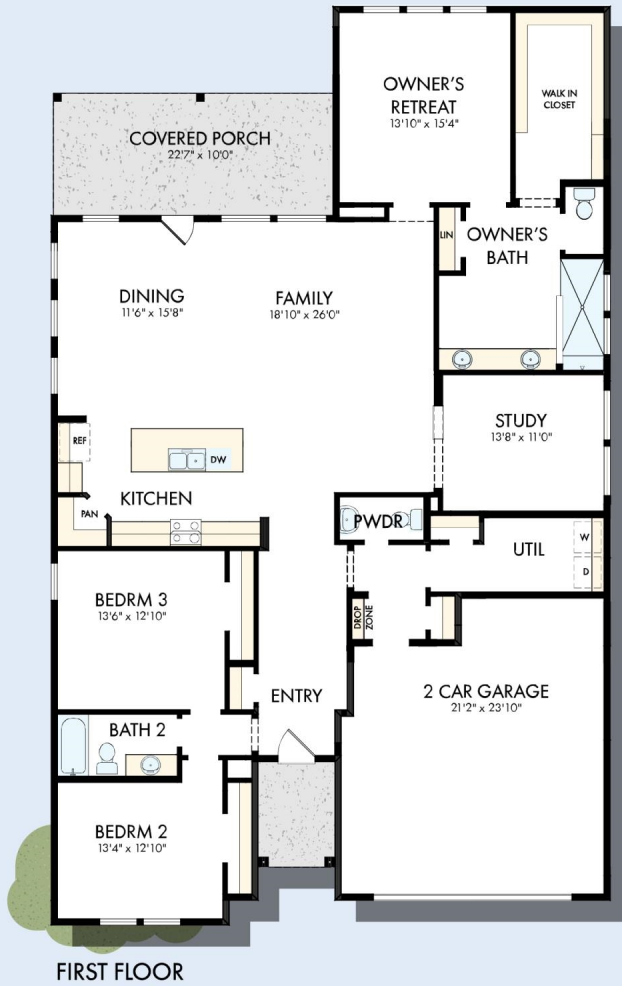 OWNER'S
RETREAT
13'10" x 15'4"
WALK IN
CLOSET
COVERED PORCH
22'7" x 10'0"
LIN
OWNER'S
BATH
DINING
11'6" x 15'8"
FAMILY
18'10" x 26'0"
STUDY
13'8" x 11'0"
REF
DW
KITCHEN
PAN
PWDR
UTIL
W
D
BEDRM 3
13'6" x 12'10"
DROP
ZONE
ENTRY
2 CAR GARAGE
21'2" x 23'10"
BATH 2
BEDRM 2
13'4" x 12'10"
FIRST FLOOR